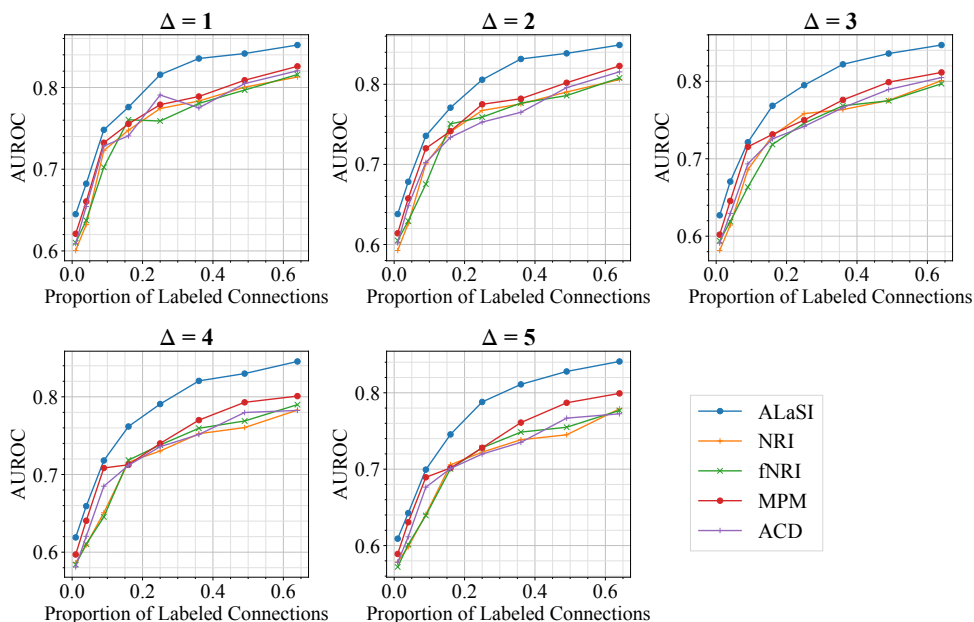 Δ = 1
Δ = 2
Δ = 3
AUROC
0.8
0.7
0.6
0.0 0.2 0.4 0.6
Proportion of Labeled Connections
AUROC
0.8
0.7
0.6
0.0 0.2 0.4 0.6
Proportion of Labeled Connections
AUROC
0.8
0.7
0.6
0.0 0.2 0.4 0.6
Proportion of Labeled Connections
Δ = 4
Δ = 5
AUROC
0.8
0.7
0.6
0.0 0.2 0.4 0.6
Proportion of Labeled Connections
AUROC
0.8
0.7
0.6
0.0 0.2 0.4 0.6
Proportion of Labeled Connections
ALaSI
NRI
fNRI
MPM
ACD